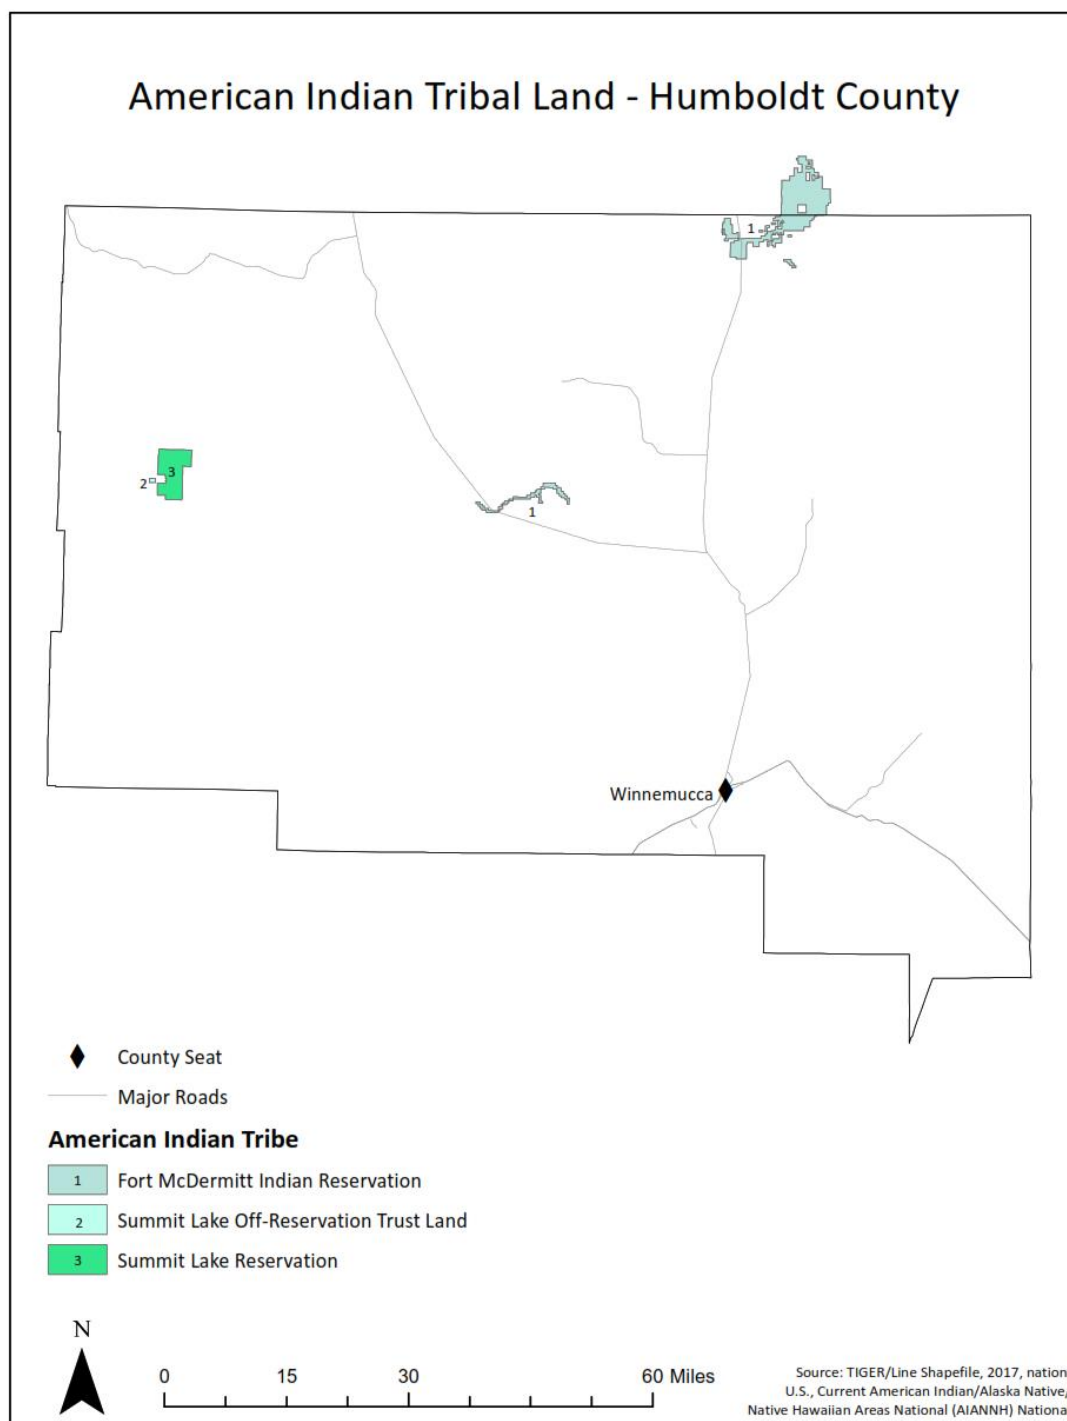 American Indian Tribal Land - Humboldt County
1
3
2
1
Winnemucca
County Seat
Major Roads
American Indian Tribe
1 Fort McDermitt Indian Reservation
2 Summit Lake Off-Reservation Trust Land
3 Summit Lake Reservation
N
0 15 30 60 Miles
Source: TIGER/Line Shapefile, 2017, nation
U.S., Current American Indian/Alaska Native/
Native Hawaiian Areas National (AIANNH) National